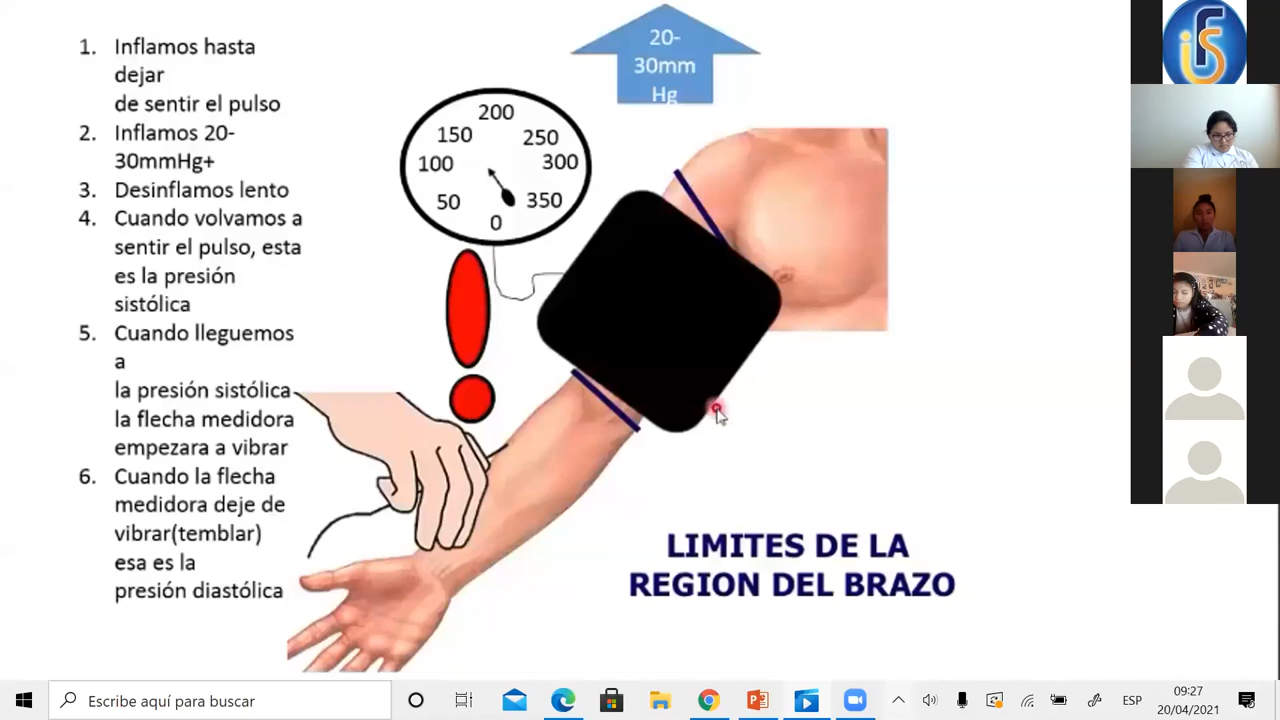 1. Inflamos hasta
dejar
de sentir el pulso
2. Inflamos 20-
30mmHg+
3. Desinflamos lento
4. Cuando volvamos a
sentir el pulso, esta
es la presión
sistólica
5. Cuando lleguemos
a
la presión sistólica
la flecha medidora
empezara a vibrar
6. Cuando la flecha
medidora deje de
vibrar(temblar)
esa es la
presión diastólica
20-
30mm
Hg
200
150 250
100 300
50 350
0
LIMITES DE LA
REGION DEL BRAZO
ifs
Escribe aquí para buscar
ESP
09:27
20/04/2021